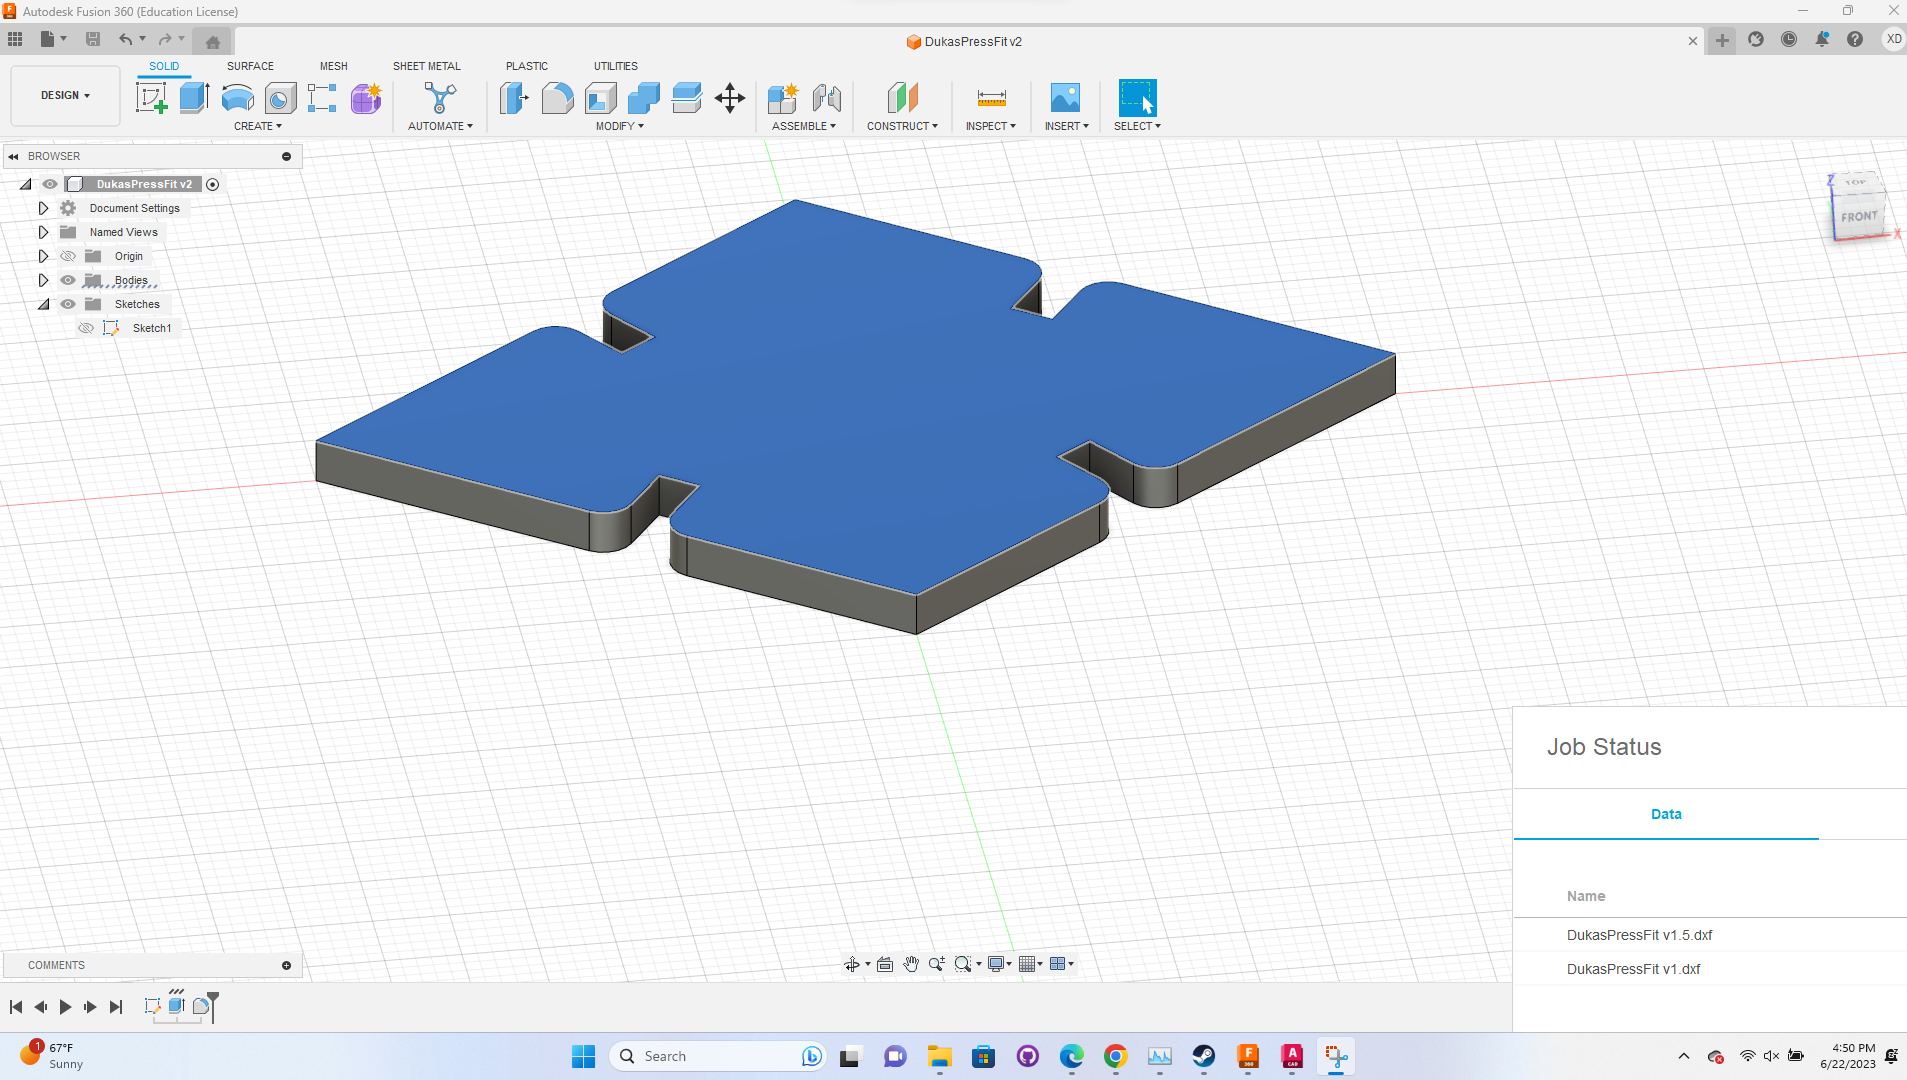 Autodesk Fusion 360 (Education License)
DukasPressFit v2
XD
DESIGN
SOLID
SURFACE
MESH
SHEET METAL
PLASTIC
UTILITIES
CREATE
AUTOMATE
MODIFY
ASSEMBLE
CONSTRUCT
INSPECT
INSERT
SELECT
BROWSER
DukasPressFit v2
Document Settings
Named Views
Origin
Bodies
Sketches
Sketch1
Z
TOP
FRONT
X
Job Status
Data
Name
DukasPressFit v1.5.dxf
DukasPressFit v1.dxf
COMMENTS
1
67°F
Sunny
Search
F
360
A
CAD
4:50 PM
6/22/2023